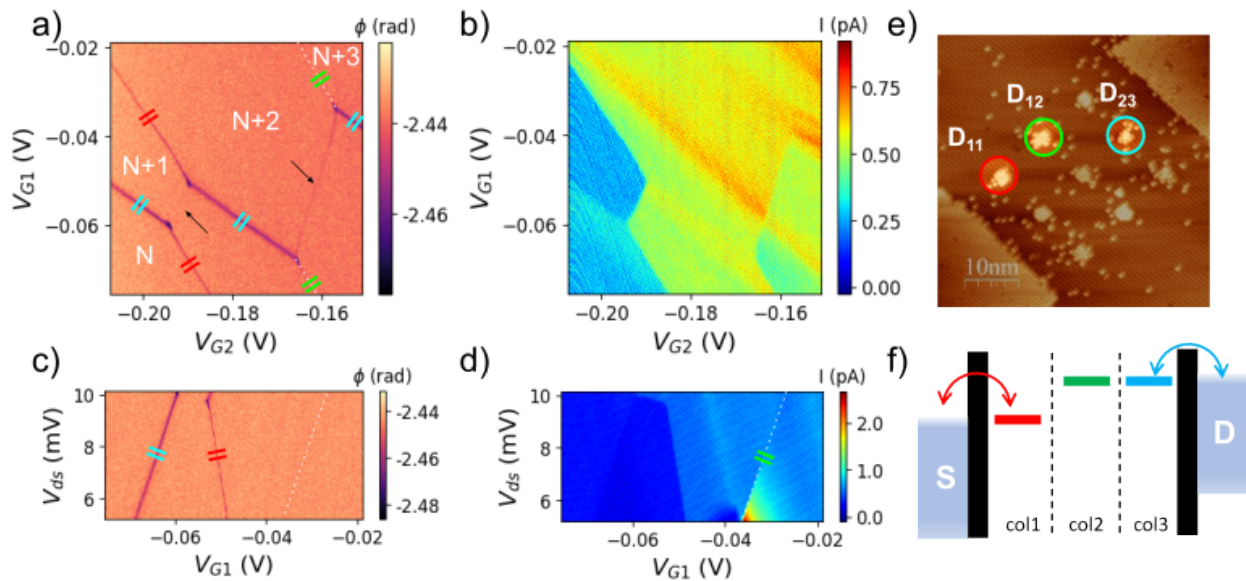 a)
ϕ (rad)
−0.02
−0.04
−0.06
V_G1 (V)
N+3
N+2
N+1
N
−2.44
−2.46
−0.20
−0.18
−0.16
V_G2 (V)
b)
I (pA)
−0.02
−0.04
−0.06
V_G1 (V)
0.75
0.50
0.25
0.00
−0.20
−0.18
−0.16
V_G2 (V)
e)
D_12
D_23
D_11
10nm
c)
ϕ (rad)
10
8
6
V_ds (mV)
-2.44
-2.46
-2.48
−0.06
−0.04
−0.02
V_G1 (V)
d)
I (pA)
10
8
6
V_ds (mV)
2.0
1.0
0.0
−0.06
−0.04
−0.02
V_G1 (V)
f)
S
D
col1
col2
col3